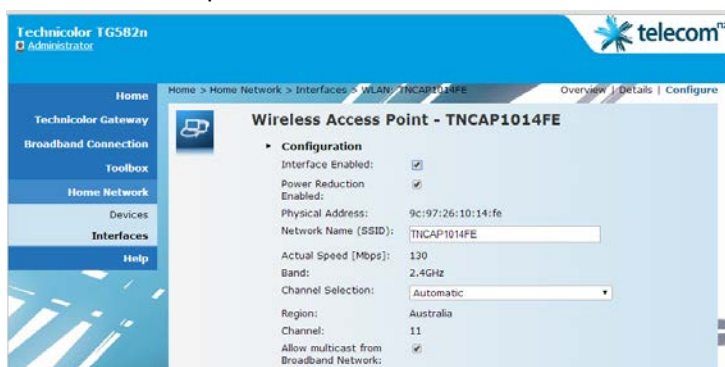 Technicolor TG582n
Administrator
telecom nz
Home > Home Network > Interfaces > WLAN: TNCAP1014FE
Overview | Details | Configure
Home
Technicolor Gateway
Broadband Connection
Toolbox
Home Network
Devices
Interfaces
Help
Wireless Access Point - TNCAP1014FE
Configuration
Interface Enabled:
Power Reduction
Enabled:
Physical Address: 9c:97:26:10:14:fe
Network Name (SSID): TNCAP1014FE
Actual Speed [Mbps]: 130
Band: 2.4GHz
Channel Selection: Automatic
Region: Australia
Channel: 11
Allow multicast from
Broadband Network: